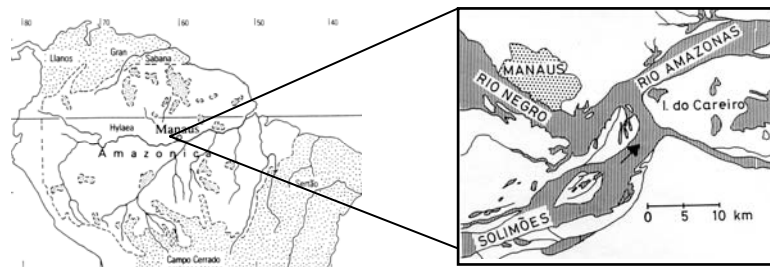 80
70
60
50
40
Llanos
Gran
Sabana
Hylaea
Manaus
Amazonica
Sertão
Campo Cerrado
MANAUS
RIO NEGRO
RIO AMAZONAS
I. do Careiro
SOLIMÕES
0 5 10 km